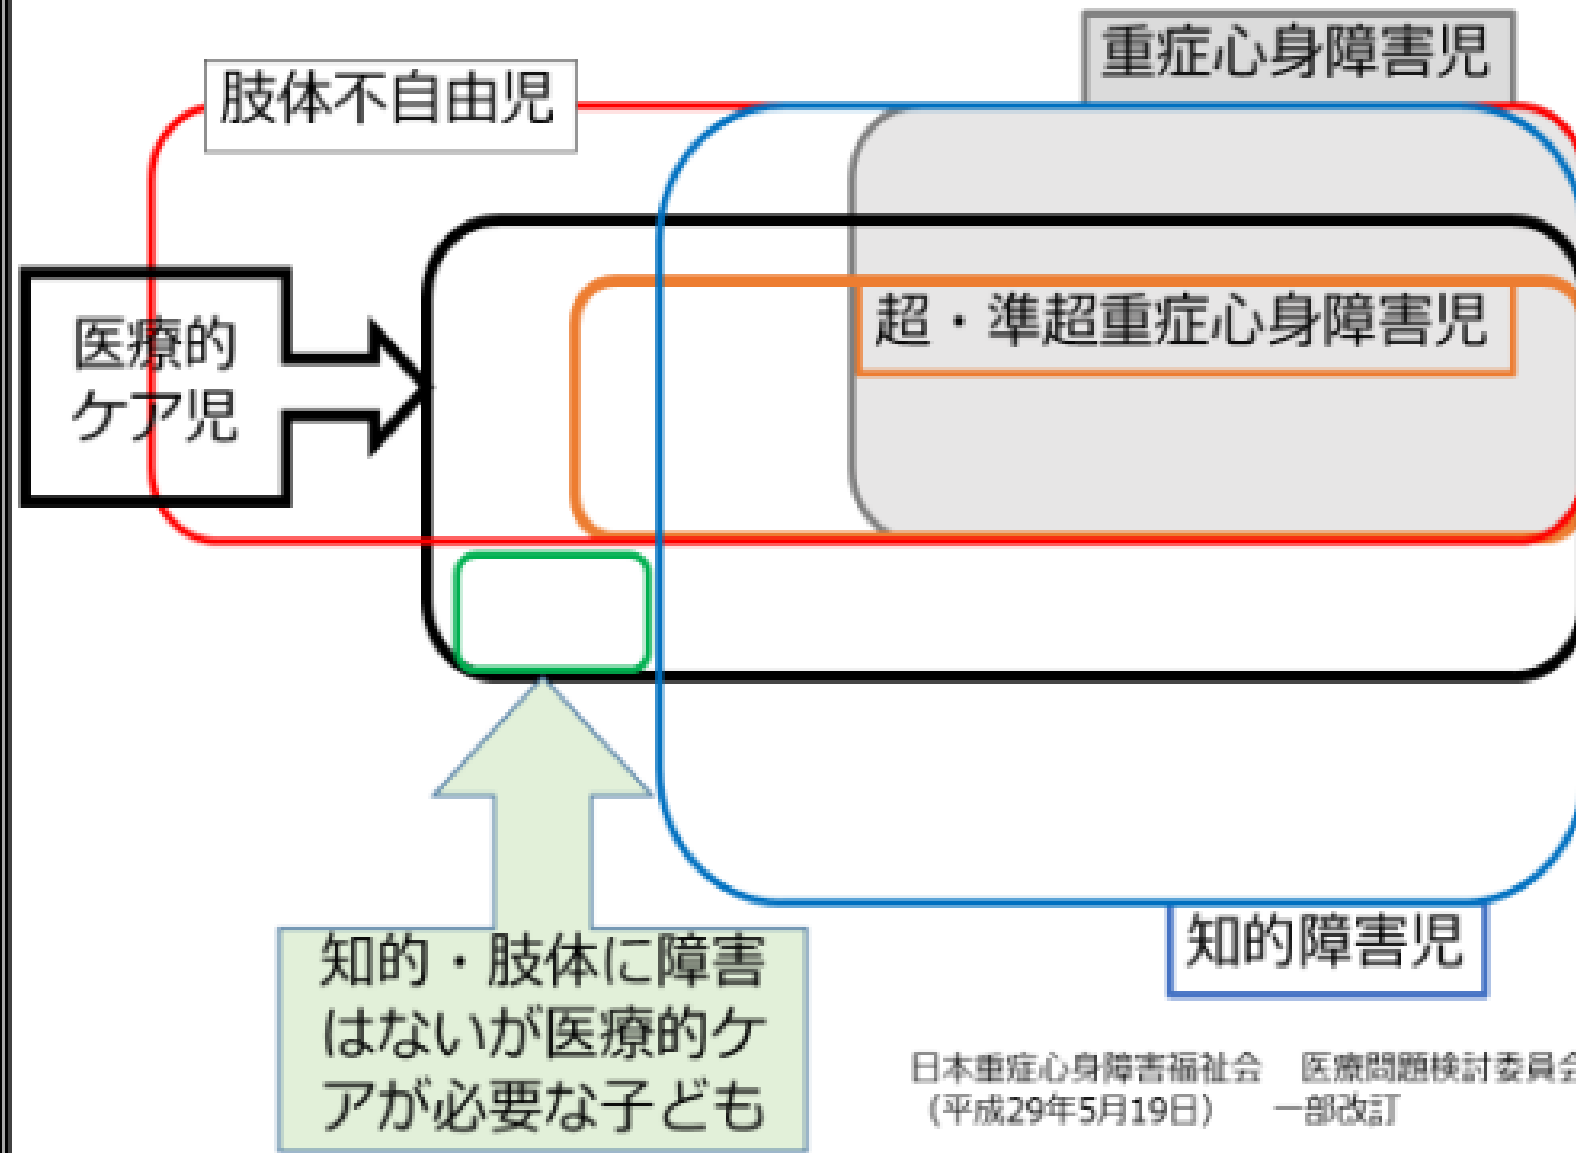 重症心身障害児
肢体不自由児
超・準超重症心身障害児
医療的
ケア児
知的障害児
知的・肢体に障害
はないが医療的ケ
アが必要な子ども
日本重症心身障害福祉会　医療問題検討委員会
（平成29年5月19日）　一部改訂